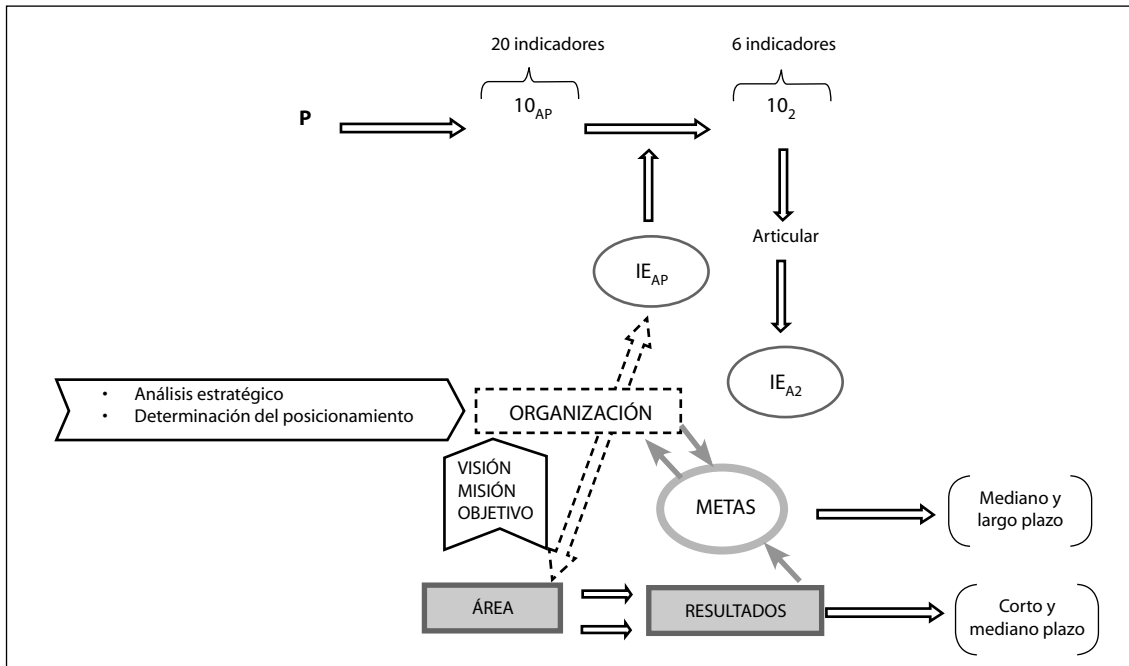 20 indicadores
6 indicadores
P
10AP
102
Articular
IEAP
IEA2
• Análisis estratégico
• Determinación del posicionamiento
ORGANIZACIÓN
VISIÓN
MISIÓN
OBJETIVO
METAS
Mediano y
largo plazo
ÁREA
RESULTADOS
Corto y
mediano plazo